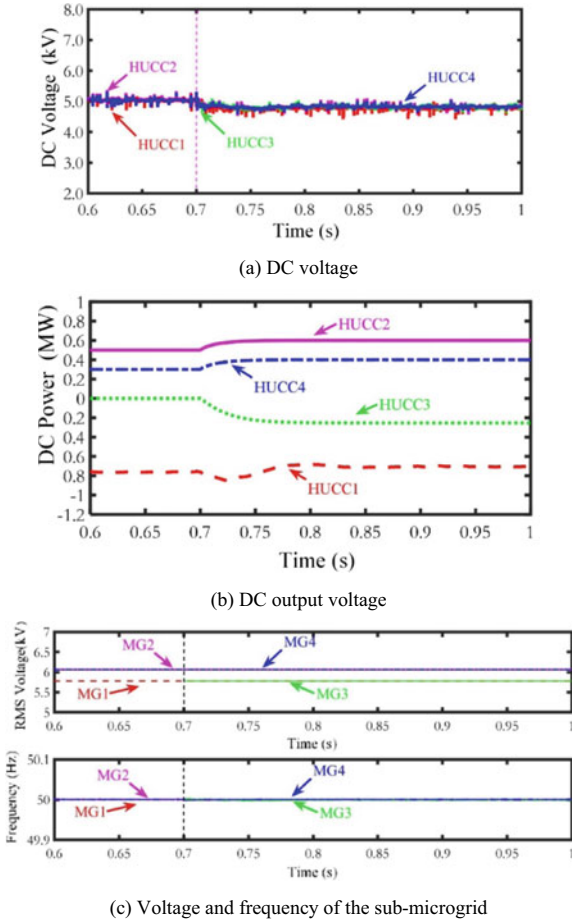 8.0
7.0
6.0
5.0
4.0
3.0
2.0
DC Voltage (kV)
HUCC2
HUCC4
HUCC1
HUCC3
0.6 0.65 0.7 0.75 0.8 0.85 0.9 0.95 1
Time (s)
(a) DC voltage
1
0.8
0.6
0.4
0.2
0
0.2
0.4
0.6
0.8
-1
-1.2
DC Power (MW)
HUCC2
HUCC4
HUCC3
HUCC1
0.6 0.65 0.7 0.75 0.8 0.85 0.9 0.95 1
Time (s)
(b) DC output voltage
7
6.5
6
5.5
5
RMS Voltage(kV)
MG2
MG4
MG1
MG3
0.6 0.65 0.7 0.75 0.8 0.85 0.9 0.95 1
Time (s)
50.1
50
49.9
Frequency (Hz)
MG2
MG4
MG1
MG3
0.6 0.65 0.7 0.75 0.8 0.85 0.9 0.95 1
Time (s)
(c) Voltage and frequency of the sub-microgrid